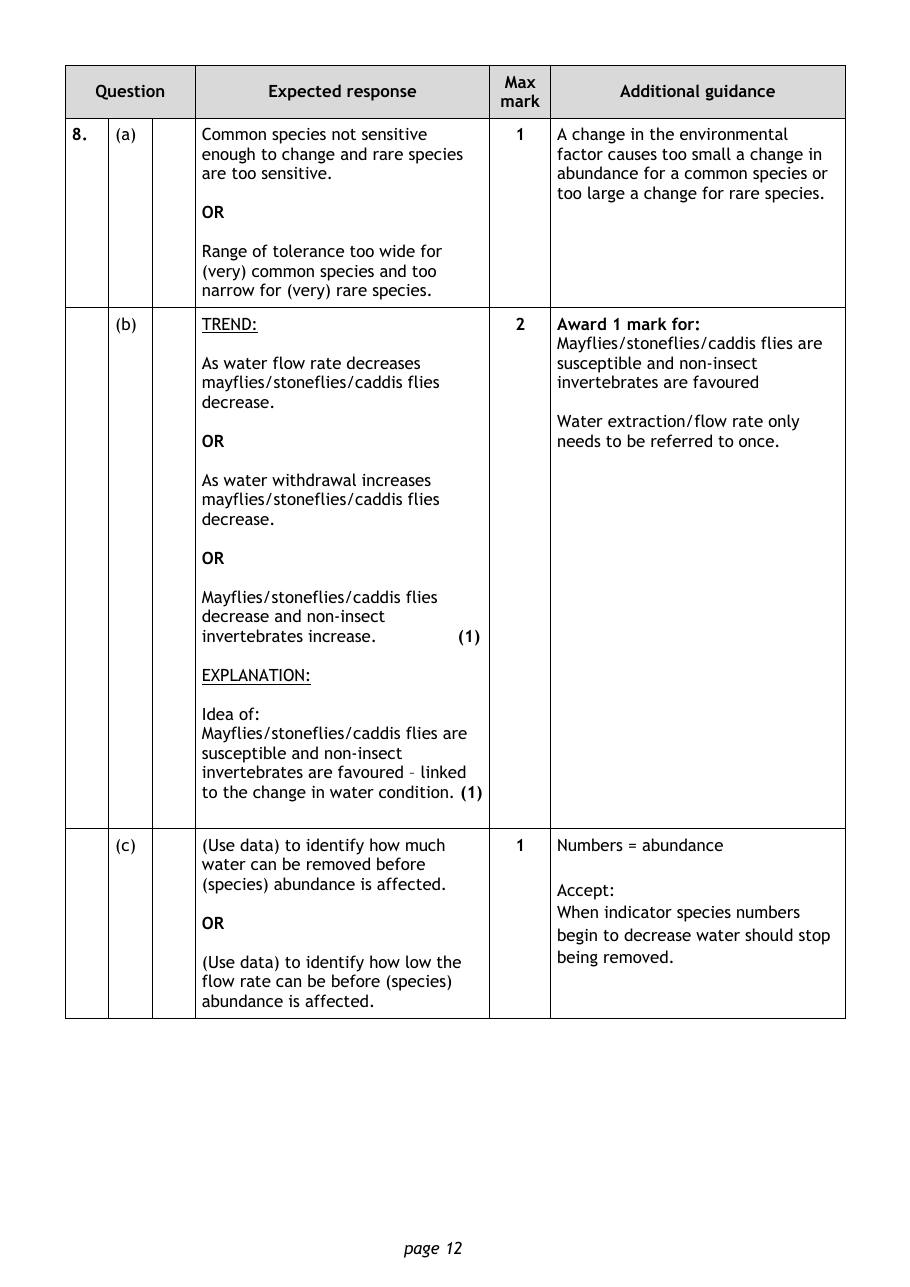 Question
Expected response
Max
mark
Additional guidance
8.
(a)
Common species not sensitive
enough to change and rare species
are too sensitive.
OR
Range of tolerance too wide for
(very) common species and too
narrow for (very) rare species.
1
A change in the environmental
factor causes too small a change in
abundance for a common species or
too large a change for rare species.
(b)
TREND:
As water flow rate decreases
mayflies/stoneflies/caddis flies
decrease.
OR
As water withdrawal increases
mayflies/stoneflies/caddis flies
decrease.
OR
Mayflies/stoneflies/caddis flies
decrease and non-insect
invertebrates increase. (1)
EXPLANATION:
Idea of:
Mayflies/stoneflies/caddis flies are
susceptible and non-insect
invertebrates are favoured – linked
to the change in water condition. (1)
2
Award 1 mark for:
Mayflies/stoneflies/caddis flies are
susceptible and non-insect
invertebrates are favoured
Water extraction/flow rate only
needs to be referred to once.
(c)
(Use data) to identify how much
water can be removed before
(species) abundance is affected.
OR
(Use data) to identify how low the
flow rate can be before (species)
abundance is affected.
1
Numbers = abundance
Accept:
When indicator species numbers
begin to decrease water should stop
being removed.
page 12